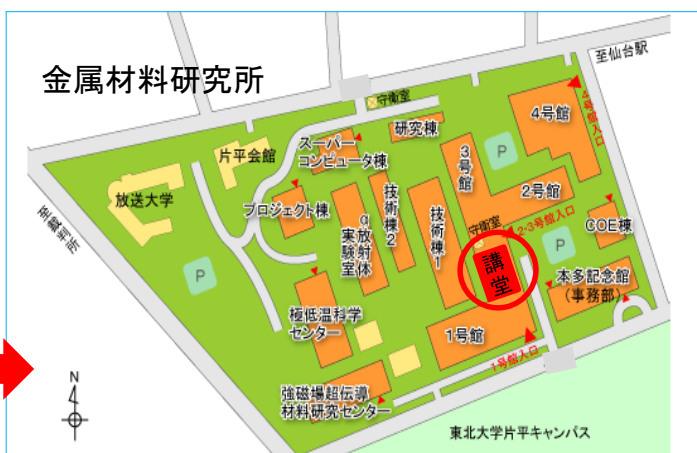 金属材料研究所
至仙台駅
守衛室
4号館
4号館入口
研究棟
スーパー
コンピュータ棟
片平会館
3号館
P
放送大学
技術棟2
2号館
プロジェクト棟
α放射体
実験室
技術棟1
守衛室
2・3号館入口
COE棟
至裁判所
講堂
P
P
本多記念館
(事務部)
極低温科学
センター
1号館
1号館入口
N
強磁場超伝導
材料研究センター
東北大学片平キャンパス